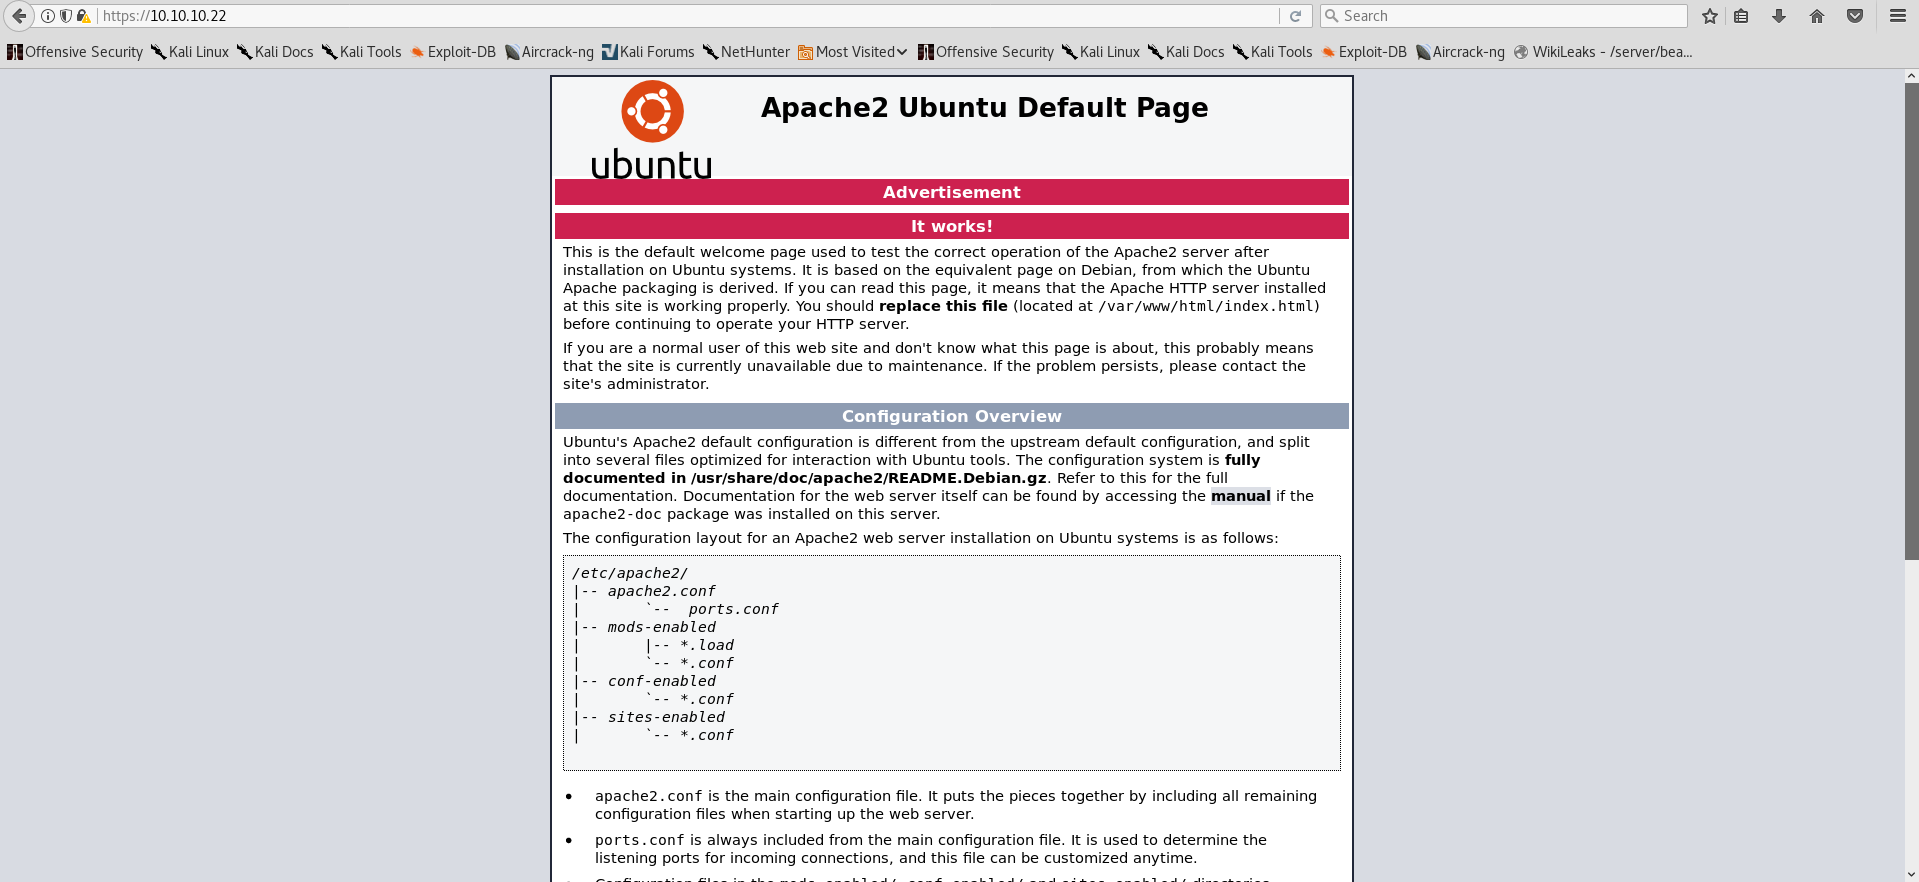 https://10.10.10.22
Search
Offensive Security Kali Linux Kali Docs Kali Tools Exploit-DB Aircrack-ng Kali Forums NetHunter Most Visited Offensive Security Kali Linux Kali Docs Kali Tools Exploit-DB Aircrack-ng WikiLeaks - /server/bea...
ubuntu
Apache2 Ubuntu Default Page
Advertisement
It works!
This is the default welcome page used to test the correct operation of the Apache2 server after
installation on Ubuntu systems. It is based on the equivalent page on Debian, from which the Ubuntu
Apache packaging is derived. If you can read this page, it means that the Apache HTTP server installed
at this site is working properly. You should replace this file (located at /var/www/html/index.html)
before continuing to operate your HTTP server.
If you are a normal user of this web site and don't know what this page is about, this probably means
that the site is currently unavailable due to maintenance. If the problem persists, please contact the
site's administrator.
Configuration Overview
Ubuntu's Apache2 default configuration is different from the upstream default configuration, and split
into several files optimized for interaction with Ubuntu tools. The configuration system is fully
documented in /usr/share/doc/apache2/README.Debian.gz. Refer to this for the full
documentation. Documentation for the web server itself can be found by accessing the manual if the
apache2-doc package was installed on this server.
The configuration layout for an Apache2 web server installation on Ubuntu systems is as follows:
/etc/apache2/
|-- apache2.conf
|       `--  ports.conf
|-- mods-enabled
|       |-- *.load
|       `-- *.conf
|-- conf-enabled
|       `-- *.conf
|-- sites-enabled
|       `-- *.conf
• apache2.conf is the main configuration file. It puts the pieces together by including all remaining
configuration files when starting up the web server.
• ports.conf is always included from the main configuration file. It is used to determine the
listening ports for incoming connections, and this file can be customized anytime.
Configuration files in the mods-enabled/, conf-enabled/ and sites-enabled/ directories